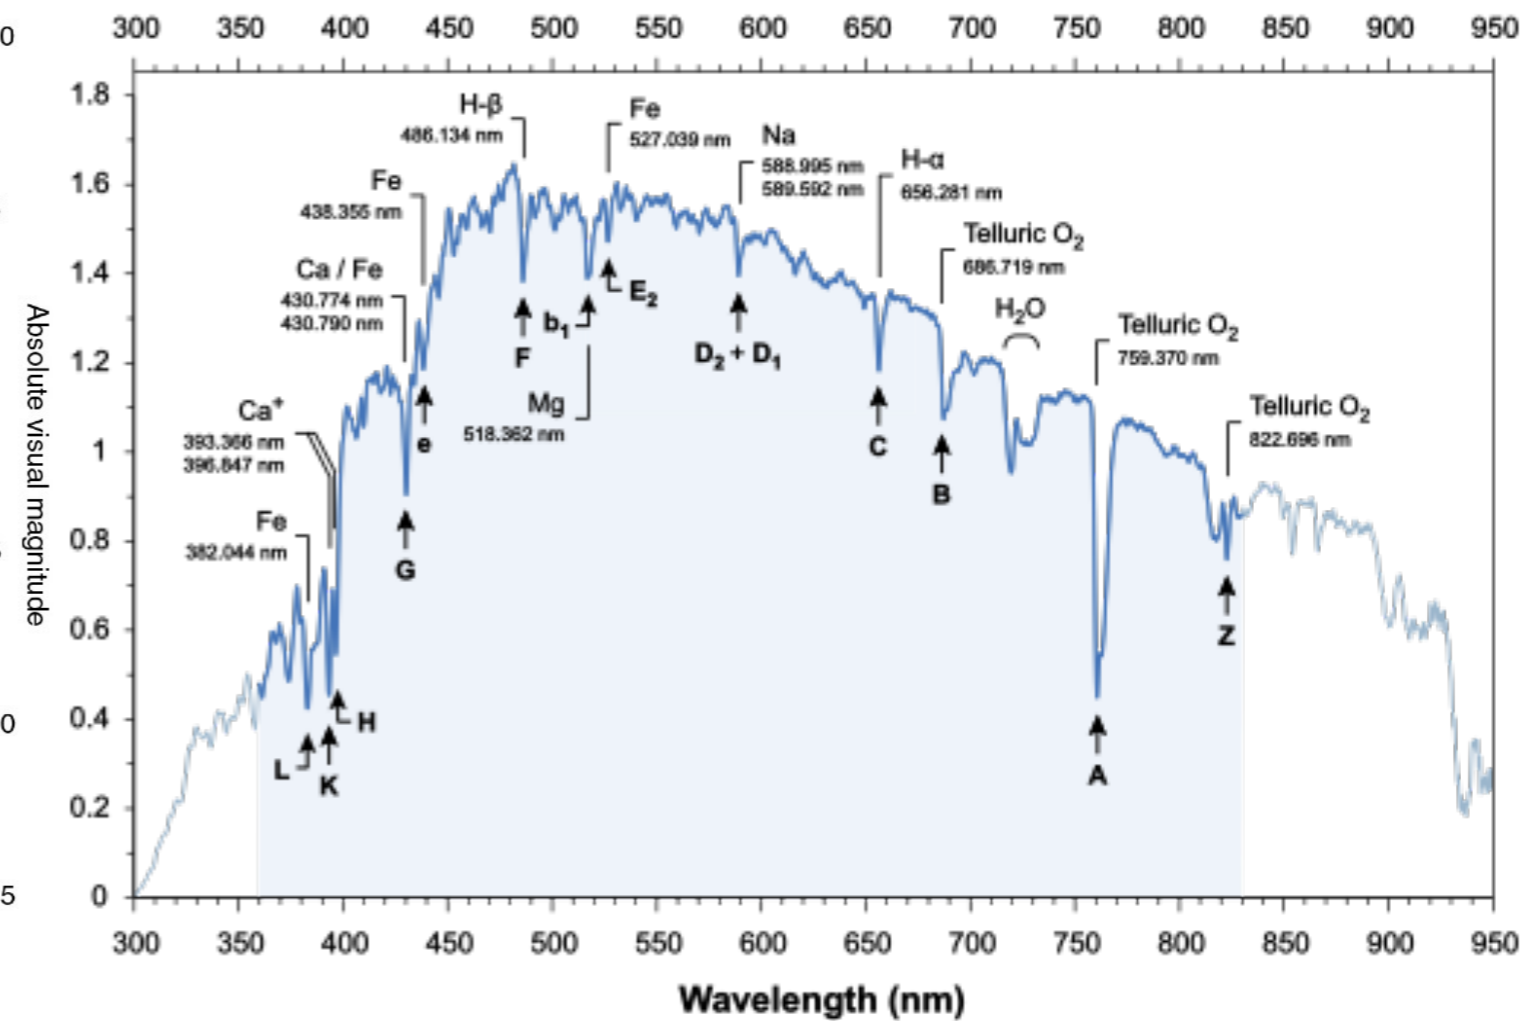 0
300 350 400 450 500 550 600 650 700 750 800 850 900 950
1.8
H-β
486.134 nm
Fe
527.039 nm
Na
588.995 nm
589.592 nm
H-α
656.281 nm
1.6
Fe
438.355 nm
Telluric O₂
686.719 nm
1.4
Ca / Fe
430.774 nm
430.790 nm
E₂
b₁
F
D₂ + D₁
H₂O
Telluric O₂
759.370 nm
1.2
Mg
518.362 nm
Ca⁺
393.366 nm
396.847 nm
e
C
B
Telluric O₂
822.696 nm
1
Fe
382.044 nm
G
0.8
0.6
Z
0.4
0
H
L
K
A
0.2
0
5
Absolute visual magnitude
300 350 400 450 500 550 600 650 700 750 800 850 900 950
Wavelength (nm)